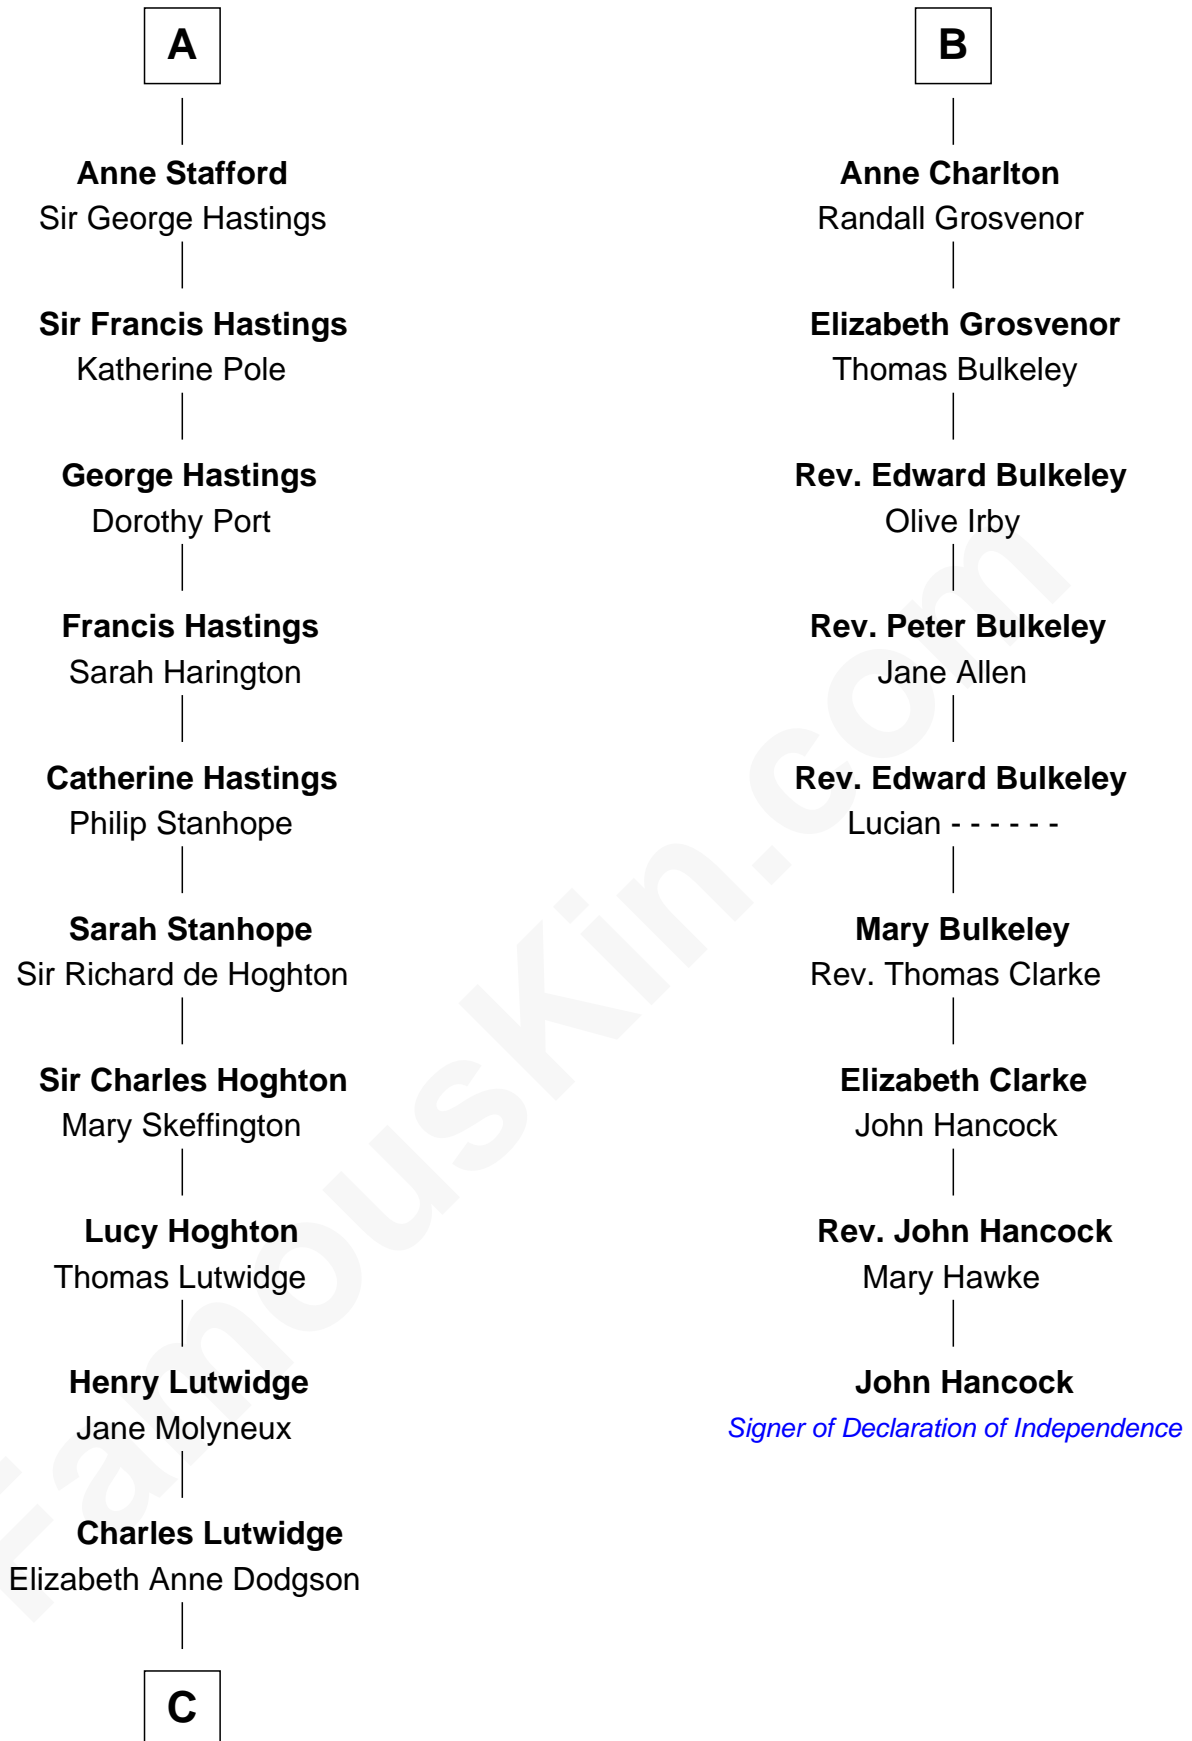 A
Anne Stafford
Sir George Hastings
Sir Francis Hastings
Katherine Pole
George Hastings
Dorothy Port
Francis Hastings
Sarah Harington
Catherine Hastings
Philip Stanhope
Sarah Stanhope
Sir Richard de Hoghton
Sir Charles Hoghton
Mary Skeffington
Lucy Hoghton
Thomas Lutwidge
Henry Lutwidge
Jane Molyneux
Charles Lutwidge
Elizabeth Anne Dodgson
C
B
Anne Charlton
Randall Grosvenor
Elizabeth Grosvenor
Thomas Bulkeley
Rev. Edward Bulkeley
Olive Irby
Rev. Peter Bulkeley
Jane Allen
Rev. Edward Bulkeley
Lucian - - - - - -
Mary Bulkeley
Rev. Thomas Clarke
Elizabeth Clarke
John Hancock
Rev. John Hancock
Mary Hawke
John Hancock
Signer of Declaration of Independence
FamousKin.com